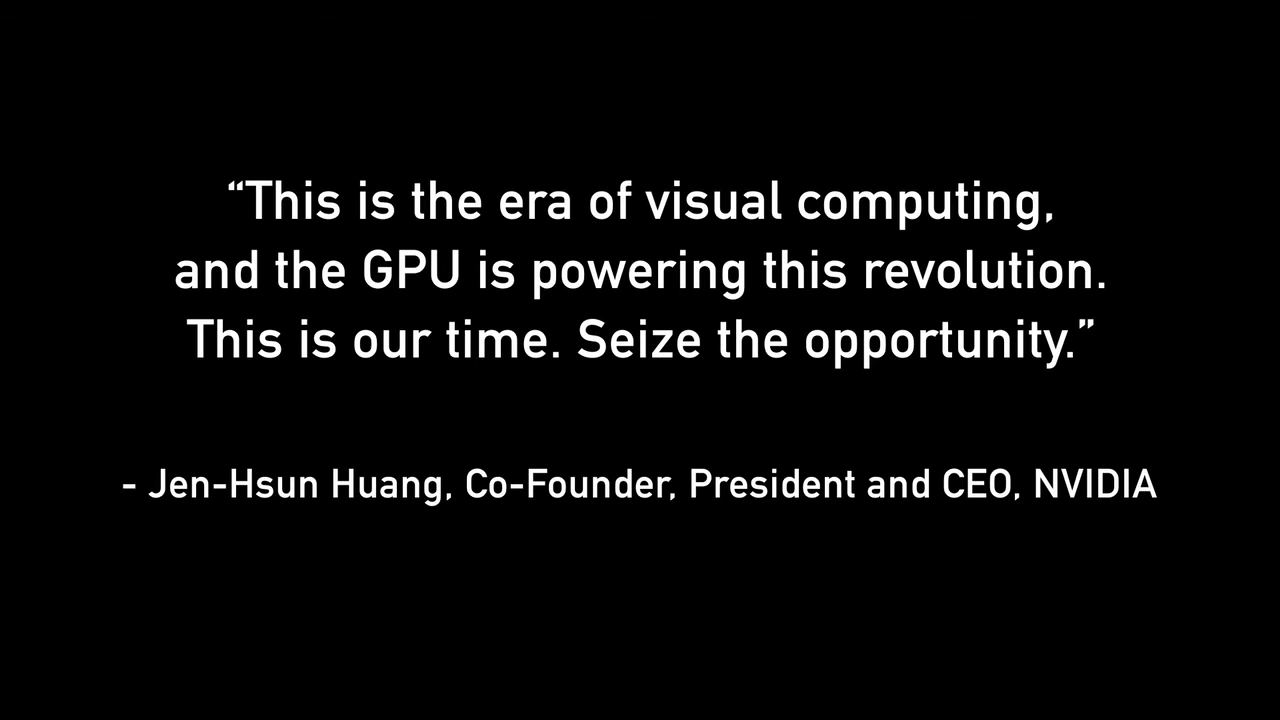 “This is the era of visual computing,
and the GPU is powering this revolution.
This is our time. Seize the opportunity.”
- Jen-Hsun Huang, Co-Founder, President and CEO, NVIDIA